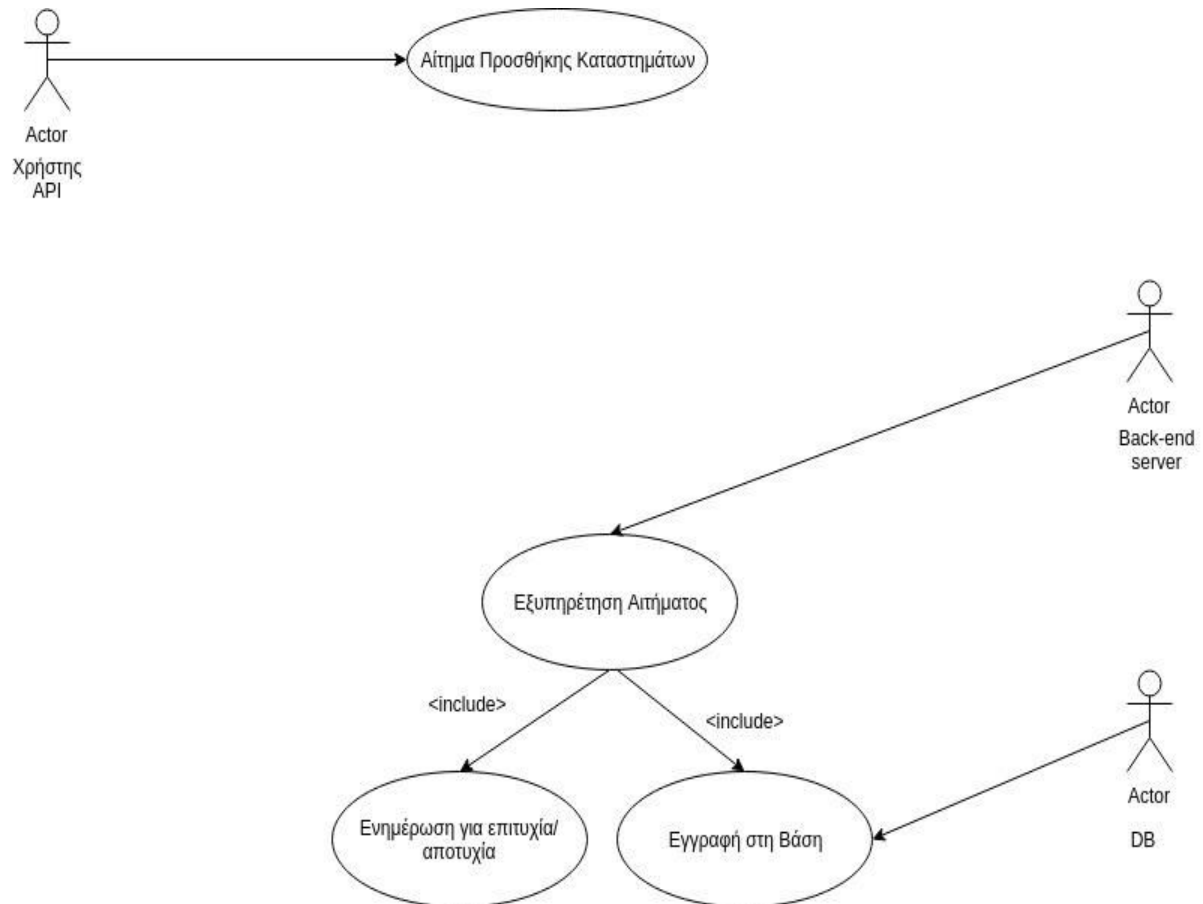 Αίτημα Προσθήκης Καταστημάτων
Actor
Χρήστης
API
Actor
Back-end
server
Εξυπηρέτηση Αιτήματος
<include>
<include>
Actor
DB
Ενημέρωση για επιτυχία/
αποτυχία
Εγγραφή στη Βάση